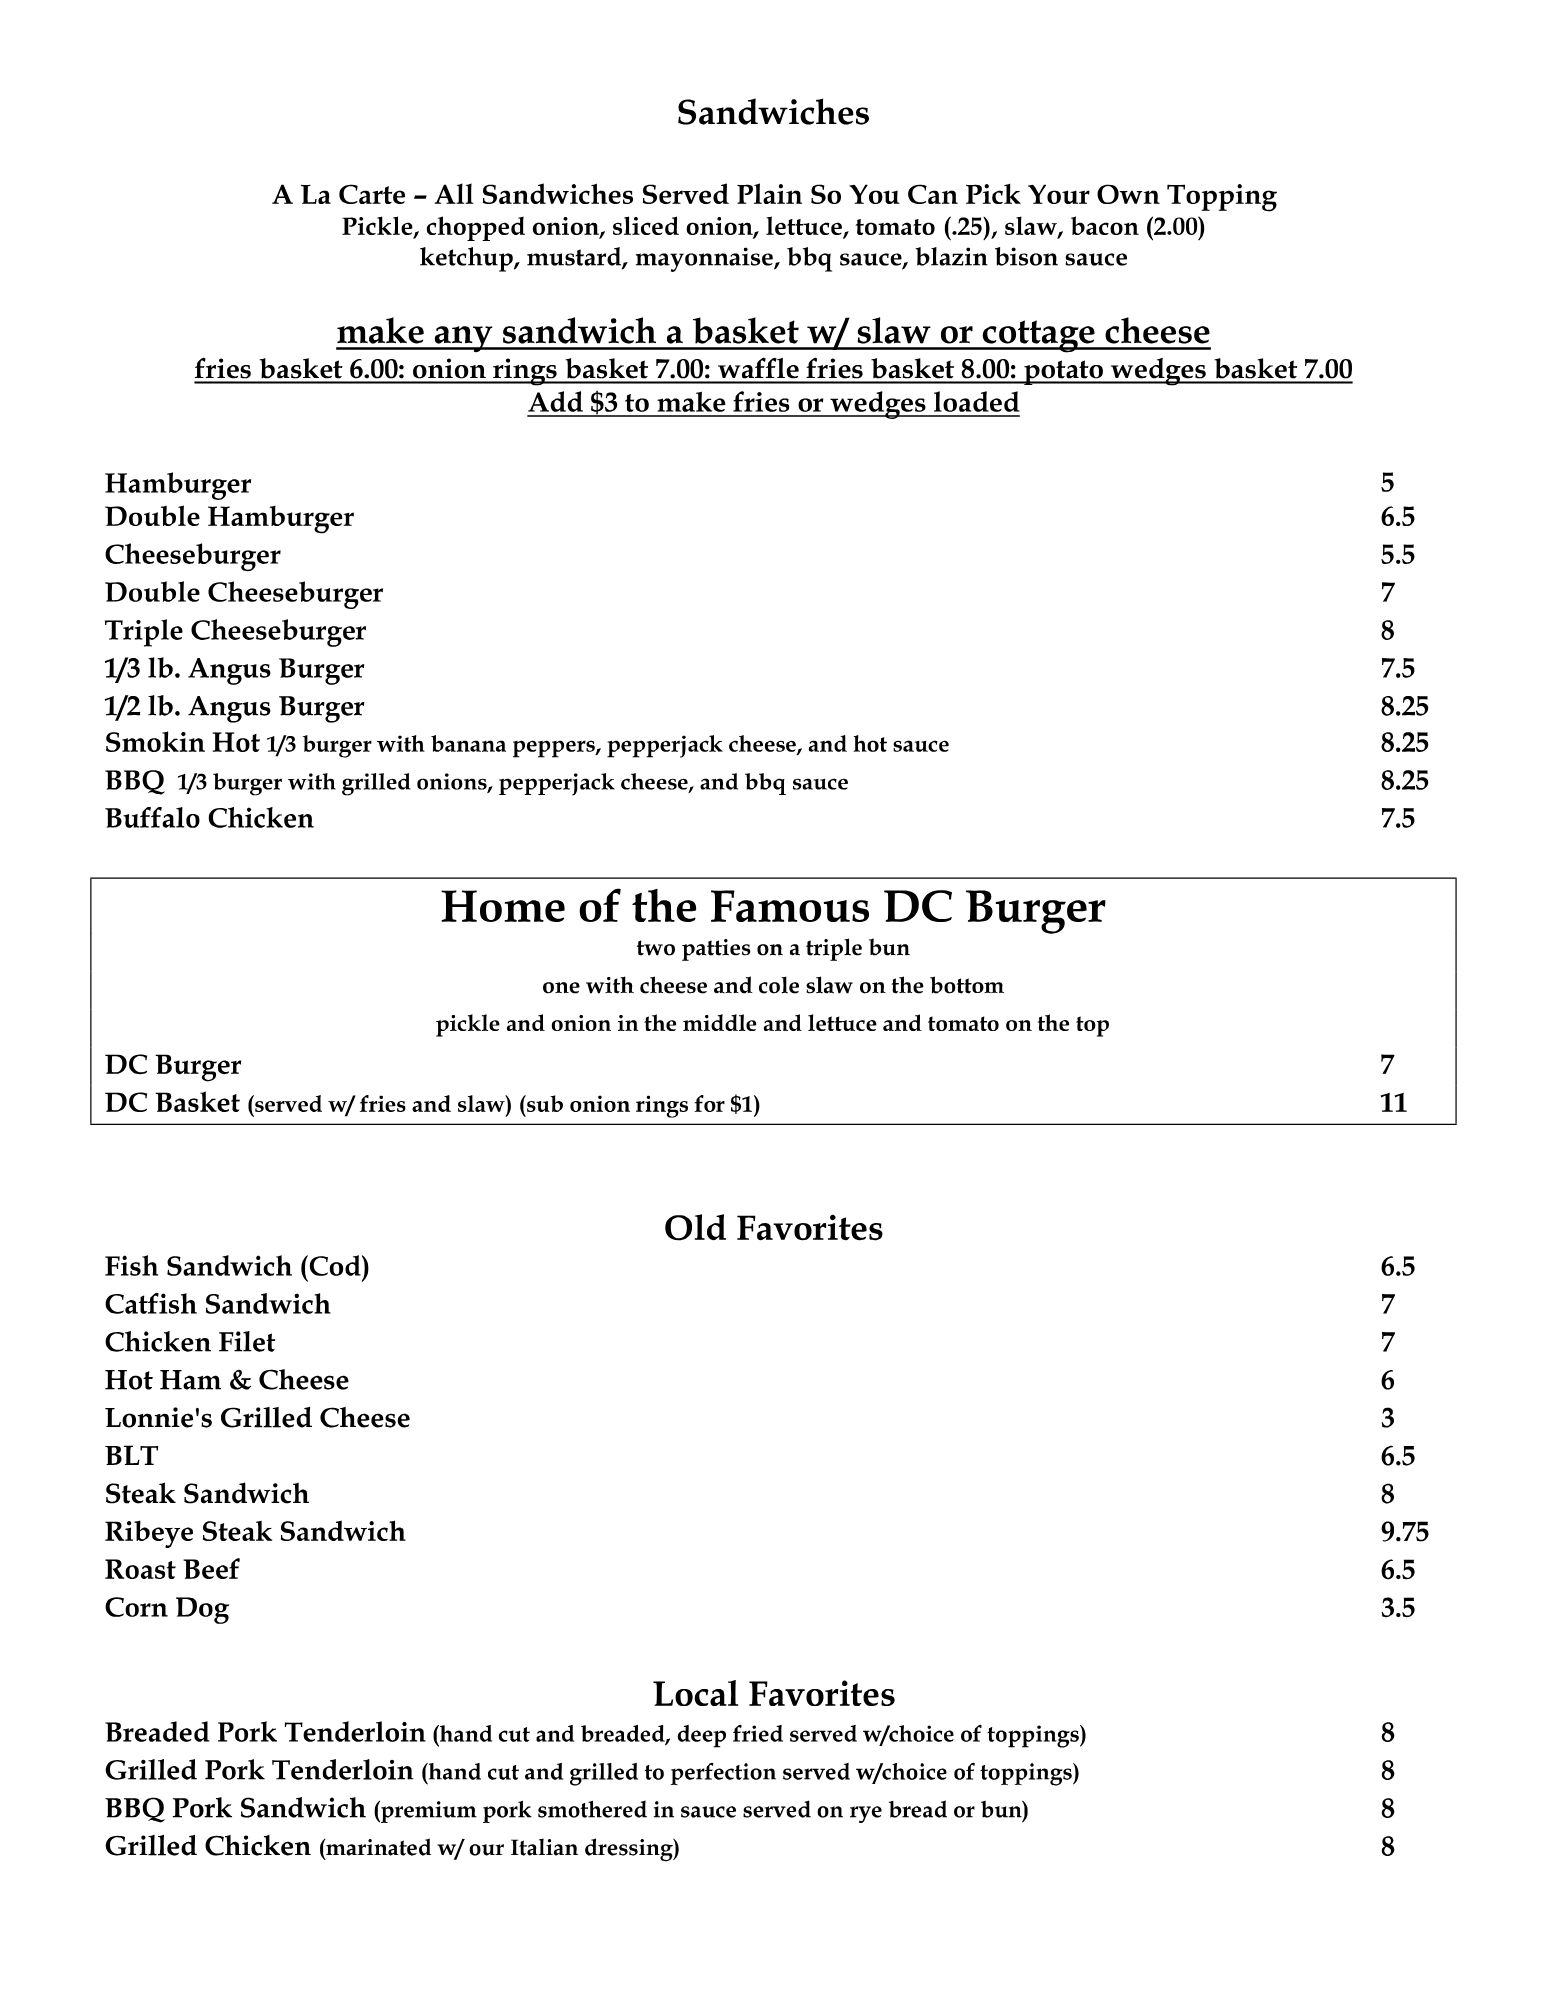 Sandwiches
A La Carte – All Sandwiches Served Plain So You Can Pick Your Own Topping
Pickle, chopped onion, sliced onion, lettuce, tomato (.25), slaw, bacon (2.00)
ketchup, mustard, mayonnaise, bbq sauce, blazin bison sauce
make any sandwich a basket w/ slaw or cottage cheese
fries basket 6.00: onion rings basket 7.00: waffle fries basket 8.00: potato wedges basket 7.00
Add $3 to make fries or wedges loaded
Hamburger 5
Double Hamburger 6.5
Cheeseburger 5.5
Double Cheeseburger 7
Triple Cheeseburger 8
1/3 lb. Angus Burger 7.5
1/2 lb. Angus Burger 8.25
Smokin Hot 1/3 burger with banana peppers, pepperjack cheese, and hot sauce 8.25
BBQ 1/3 burger with grilled onions, pepperjack cheese, and bbq sauce 8.25
Buffalo Chicken 7.5
Home of the Famous DC Burger
two patties on a triple bun
one with cheese and cole slaw on the bottom
pickle and onion in the middle and lettuce and tomato on the top
DC Burger 7
DC Basket (served w/ fries and slaw) (sub onion rings for $1) 11
Old Favorites
Fish Sandwich (Cod) 6.5
Catfish Sandwich 7
Chicken Filet 7
Hot Ham & Cheese 6
Lonnie's Grilled Cheese 3
BLT 6.5
Steak Sandwich 8
Ribeye Steak Sandwich 9.75
Roast Beef 6.5
Corn Dog 3.5
Local Favorites
Breaded Pork Tenderloin (hand cut and breaded, deep fried served w/choice of toppings) 8
Grilled Pork Tenderloin (hand cut and grilled to perfection served w/choice of toppings) 8
BBQ Pork Sandwich (premium pork smothered in sauce served on rye bread or bun) 8
Grilled Chicken (marinated w/ our Italian dressing) 8